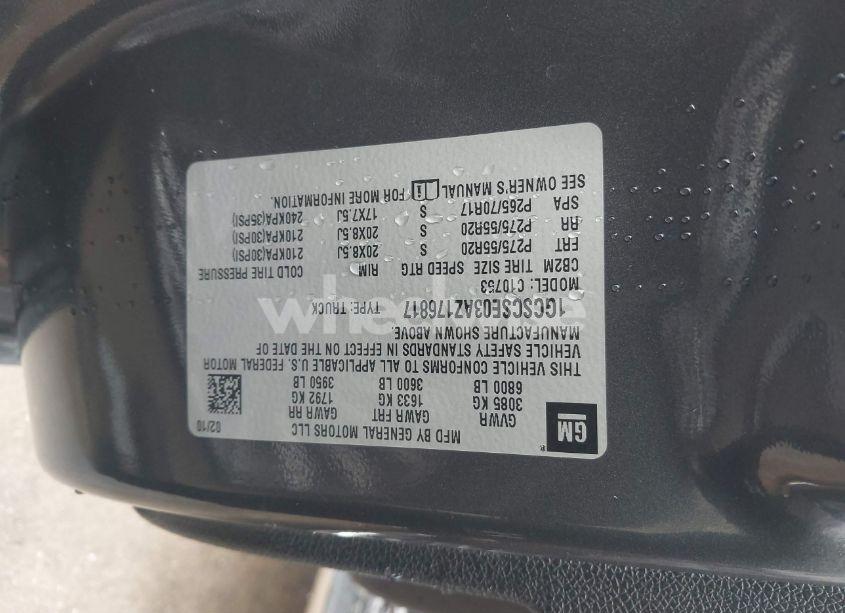 GM
MFD BY GENERAL MOTORS LLC 02/10
GVWR GAWR FRT GAWR RR
3085 KG 1633 KG 1792 KG
6800 LB 3600 LB 3950 LB
THIS VEHICLE CONFORMS TO ALL APPLICABLE U.S. FEDERAL MOTOR
VEHICLE SAFETY STANDARDS IN EFFECT ON THE DATE OF
MANUFACTURE SHOWN ABOVE.
1GCSCSE03AZ176817 TYPE: TRUCK
MODEL: C10753
CB2M TIRE SIZE SPEED RTG RIM COLD TIRE PRESSURE
FRT P275/55R20 S 20X8.5J 210KPA(30PSI)
RR P275/55R20 S 20X8.5J 210KPA(30PSI)
SPA P265/70R17 S 17X7.5J 240KPA(35PSI)
SEE OWNER'S MANUAL FOR MORE INFORMATION.